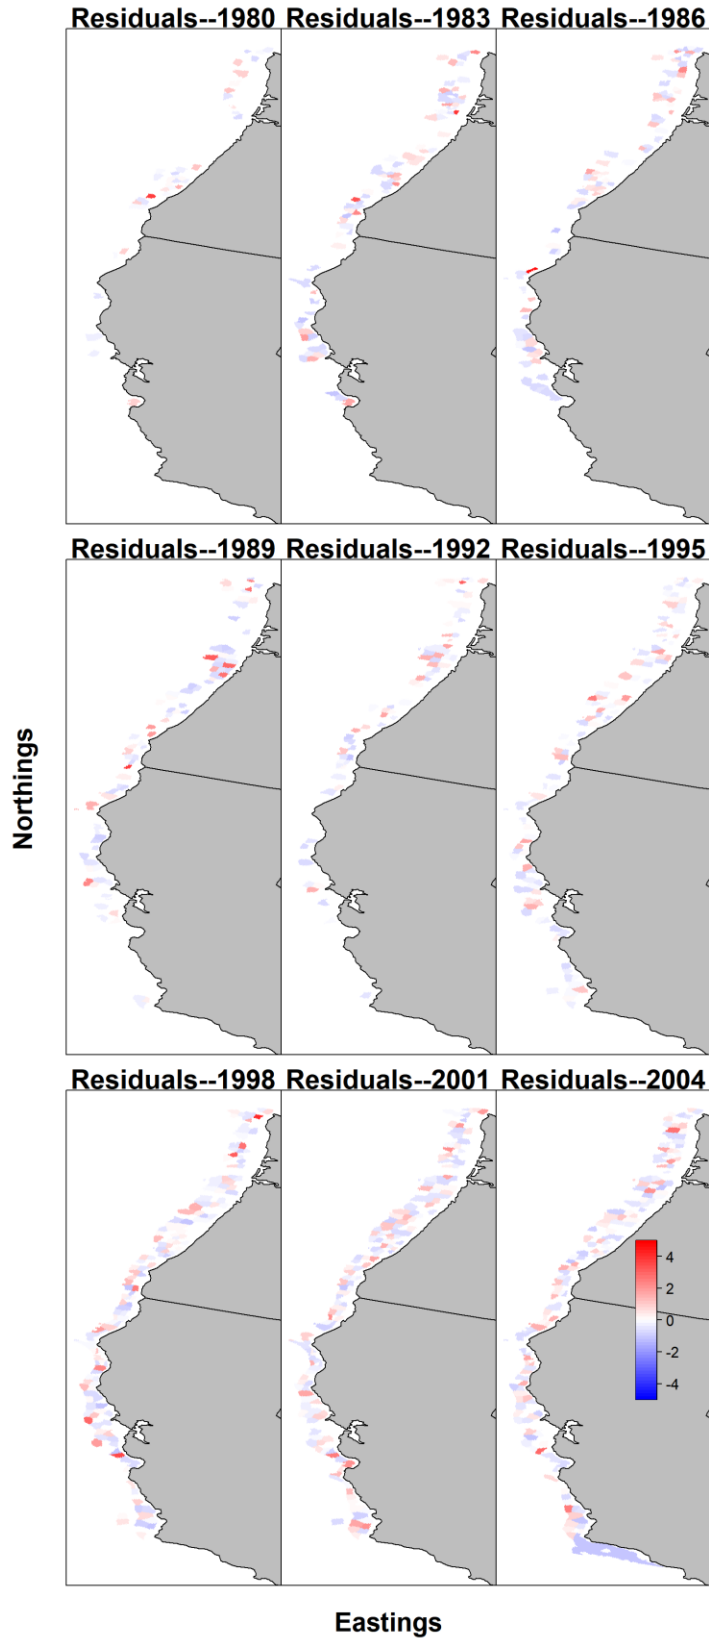 Residuals--1980
Residuals--1983
Residuals--1986
Residuals--1989
Residuals--1992
Residuals--1995
Northings
Residuals--1998
Residuals--2001
Residuals--2004
4
2
0
-2
-4
Eastings